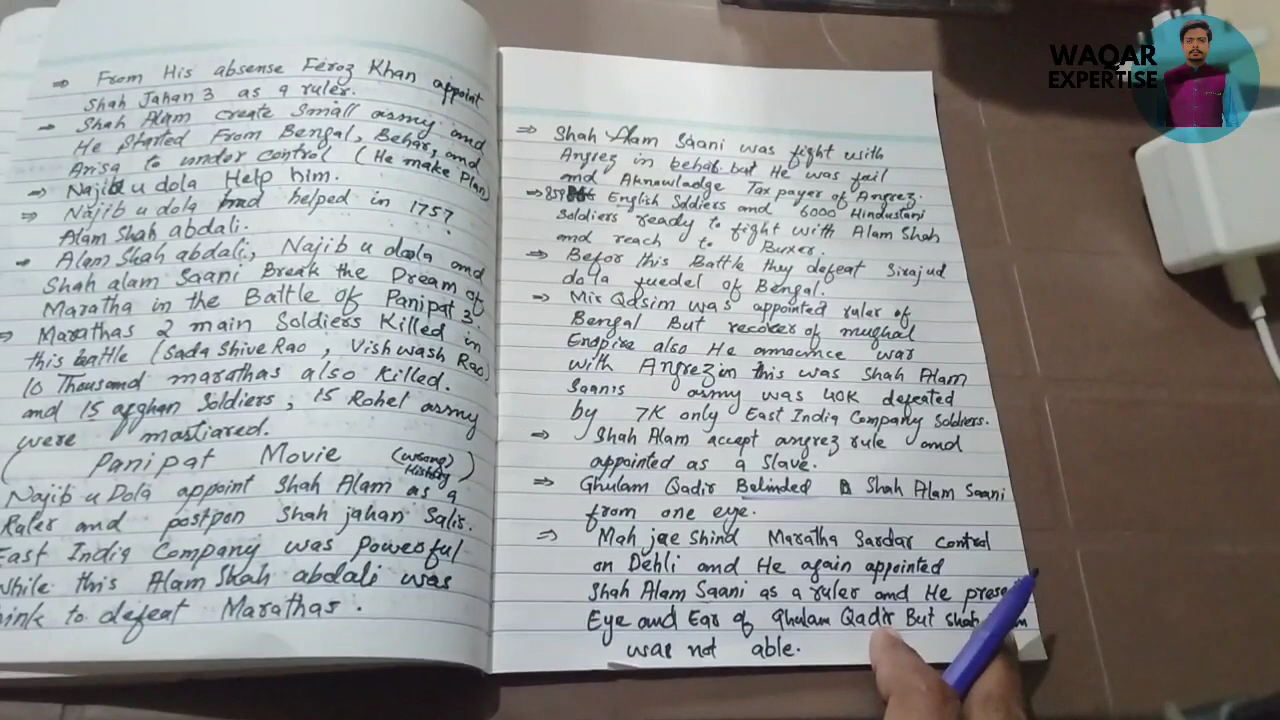 ⇒ From His absense Feroz Khan appoint
Shah Jahan 3 as a ruler.
→ Shah Alam create Small army and
He Started From Bengal, Behar, and
Arisa to under control (He make Plan)
⇒ Najib u dola Help him.
⇒ Najib u dola had helped in 1757
Alam Shah abdali.
→ Alam Shah abdali, Najib u doola and
Shah alam Saani Break the Dream of
Maratha in the Battle of Panipat 3.
⇒ Marathas 2 main Soldiers Killed in
this battle (Sada Shive Rao, Vish wash Rao)
10 Thousand marathas also Killed.
and 15 afghan Soldiers, 15 Rohel army
were mastiared.
( Panipat Movie (wrong) )
History
Najib u Dola appoint Shah Alam as a
Ruler and postpon Shah jahan Salis.
East India Company was Powerful
while this Alam Shah abdali was
think to defeat Marathas.
⇒ Shah Alam Saani was fight with
Angrez in behar but He was fail
and Aknawladge Tax payer of Angrez.
⇒ 859 English Soldiers and 6000 Hindustani
Soldiers ready to fight with Alam Shah
and reach to Buxer.
⇒ Befor this Battle they defeat Siraj ud
dola fuedel of Bengal.
⇒ Mir Qasim was appointed ruler of
Bengal But recoker of mughal
Enspire also He announce war
with Angrez in this was Shah Alam
Saanis army was 40K defeated
by 7K only East India Company Soldiers.
⇒ Shah Alam accept angrez rule and
appointed as a Slave.
⇒ Ghulam Qadir Belinded Shah Alam Saani
from one eye.
⇒ Mah jae Shind Maratha Sardar control
on Dehli and He again appointed
Shah Alam Saani as a ruler and He present
Eye and Ear of Ghulam Qadir But shah
was not able.
WAQAR
EXPERTISE